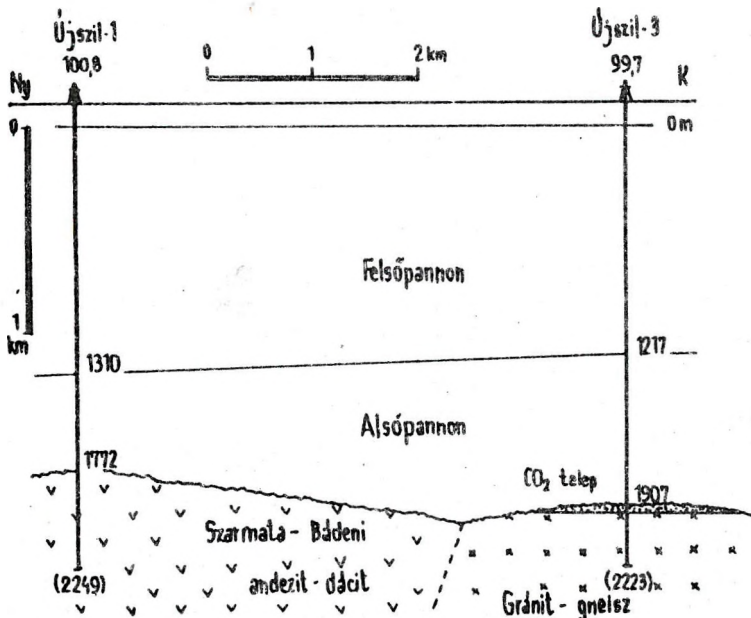 Újszil-1
100,8
0 1 2 km
Újszil-3
99,7
Ny
K
0
0 m
Felsőpannon
1
km
1310
1217
Alsópannon
1772
CO₂ telep
1907
Szarmata - Bádeni
andezit - dácit
(2249)
(2223)
Gránit - gneisz